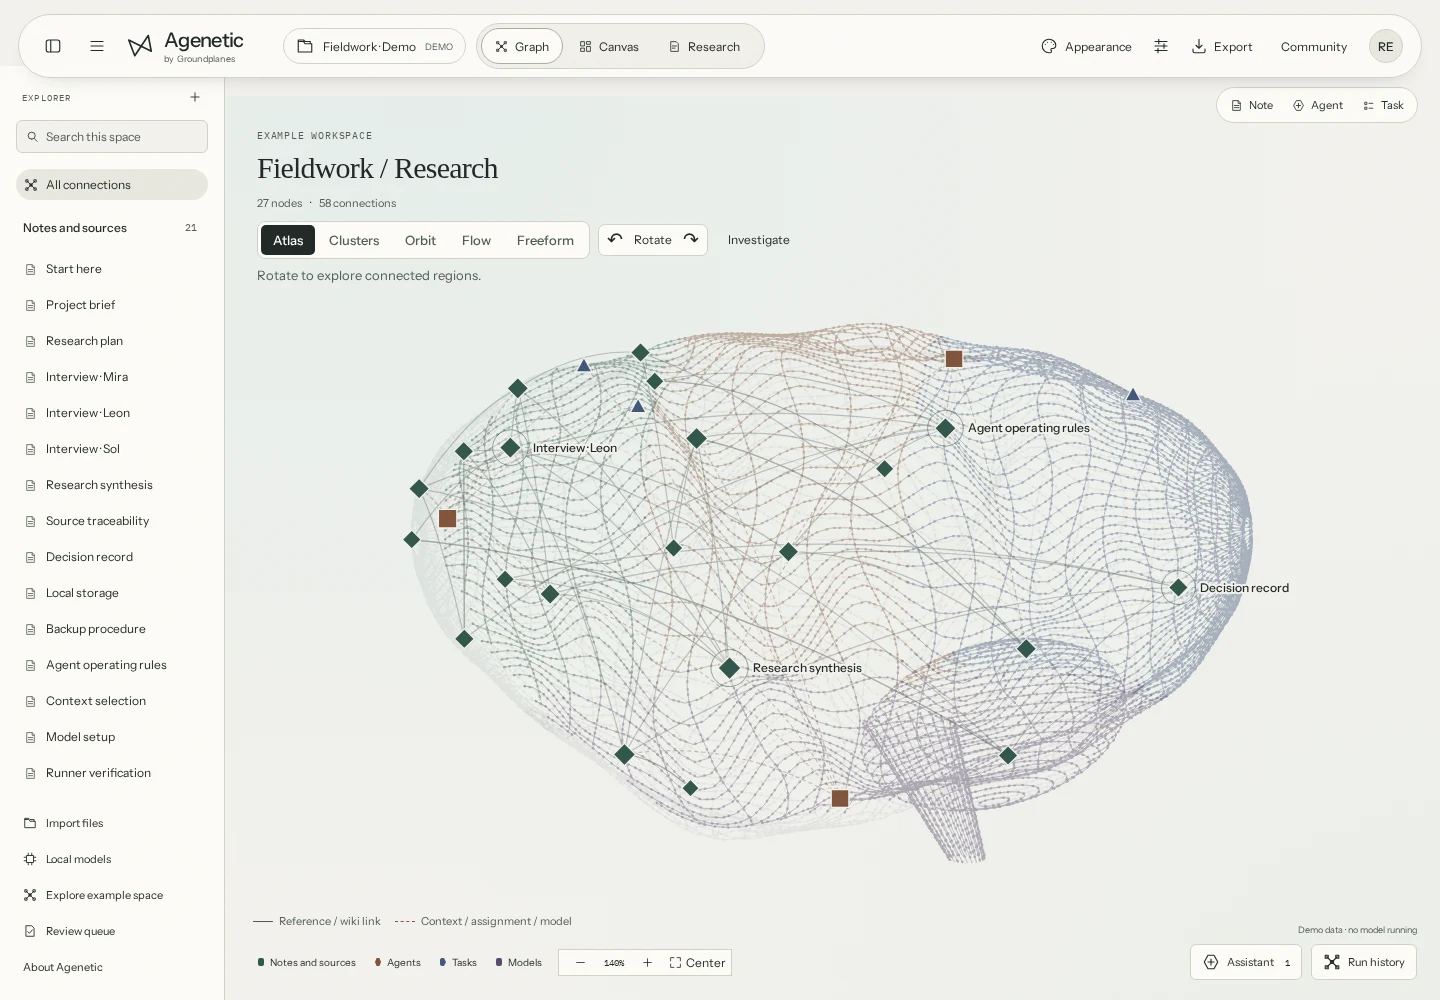 Agenetic
by Groundplanes
Fieldwork · Demo DEMO
Graph
Canvas
Research
Appearance
Export
Community
RE
EXPLORER
Search this space
All connections
Notes and sources 21
Start here
Project brief
Research plan
Interview · Mira
Interview · Leon
Interview · Sol
Research synthesis
Source traceability
Decision record
Local storage
Backup procedure
Agent operating rules
Context selection
Model setup
Runner verification
Import files
Local models
Explore example space
Review queue
About Agenetic
Note
Agent
Task
EXAMPLE WORKSPACE
Fieldwork / Research
27 nodes · 58 connections
Atlas
Clusters
Orbit
Flow
Freeform
Rotate
Investigate
Rotate to explore connected regions.
Agent operating rules
Interview · Leon
Decision record
Research synthesis
Reference / wiki link
Context / assignment / model
Notes and sources
Agents
Tasks
Models
140%
Center
Demo data · no model running
Assistant 1
Run history